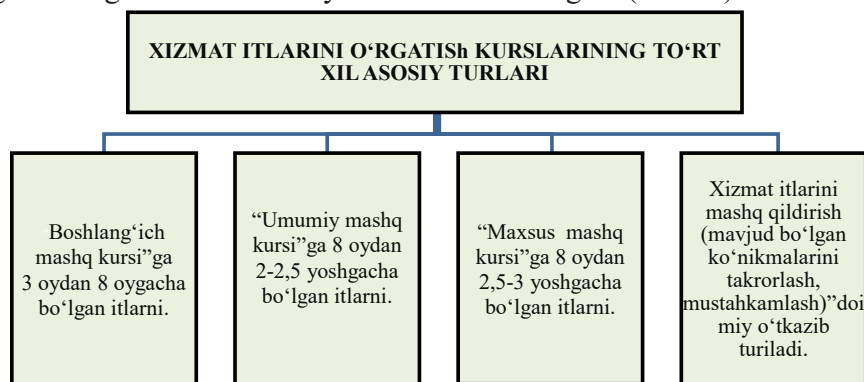 XIZMAT ITLARINI O‘RGATISh KURSLARINING TO‘RT
XIL ASOSIY TURLARI
Boshlang‘ich
mashq kursi”ga
3 oydan 8 oygacha
bo‘lgan itlarni.
“Umumiy mashq
kursi”ga 8 oydan
2-2,5 yoshgacha
bo‘lgan itlarni.
“Maxsus mashq
kursi”ga 8 oydan
2,5-3 yoshgacha
bo‘lgan itlarni.
Xizmat itlarini
mashq qildirish
(mavjud bo‘lgan
ko‘nikmalarini
takrorlash,
mustahkamlash)”doi
miy o‘tkazib
turiladi.